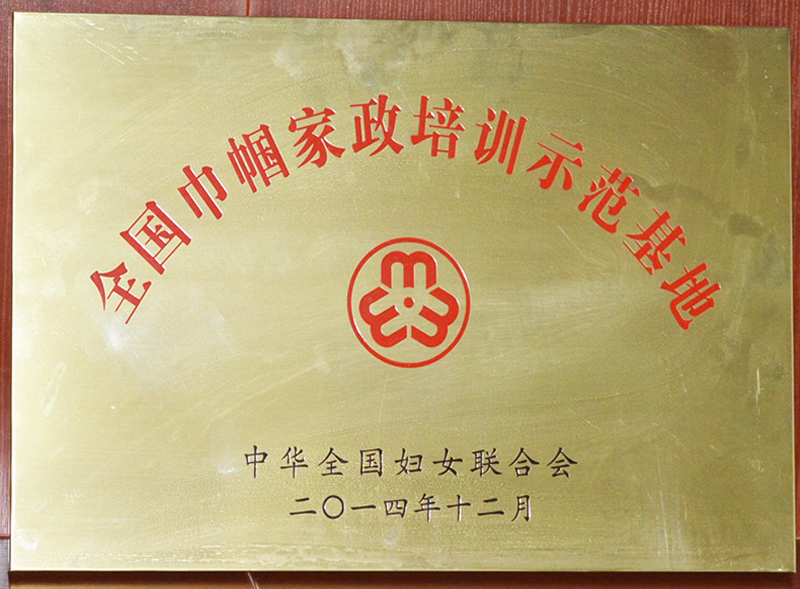 全国巾帼家政培训示范基地
中华全国妇女联合会
二〇一四年十二月